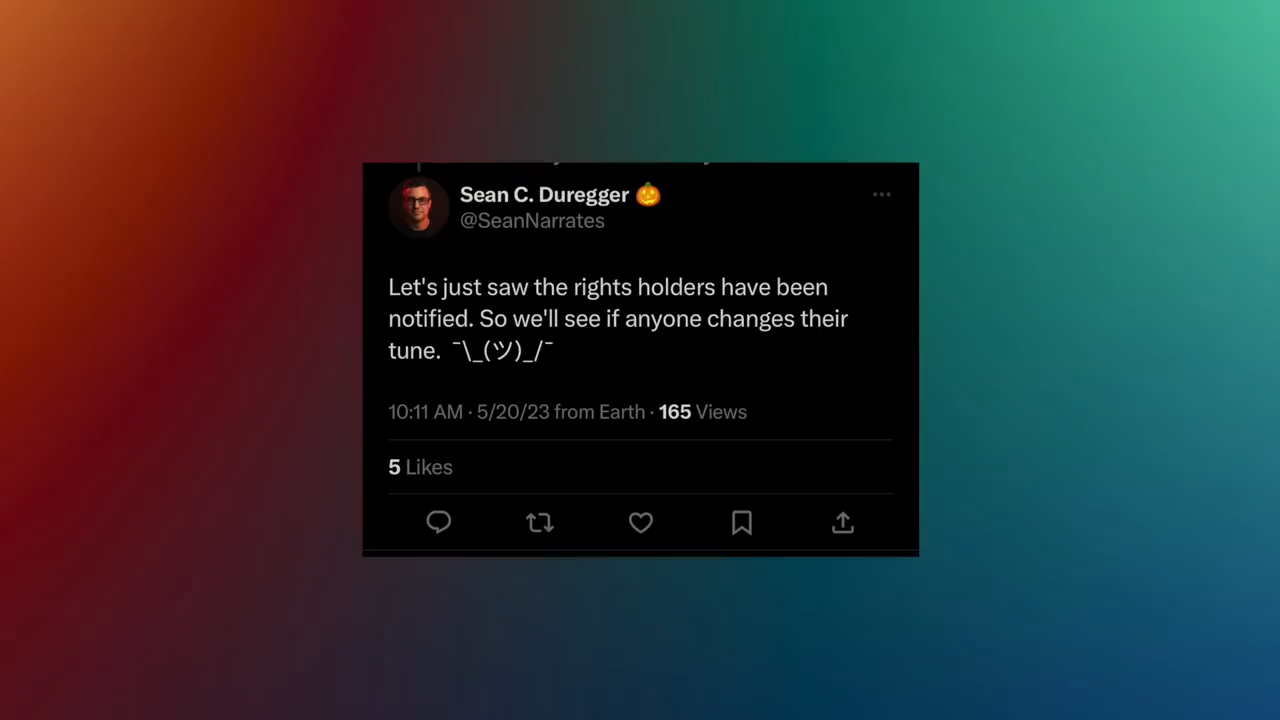 Sean C. Duregger 🎃
@SeanNarrates
Let's just saw the rights holders have been
notified. So we'll see if anyone changes their
tune. ¯\_(ツ)_/¯
10:11 AM · 5/20/23 from Earth · 165 Views
5 Likes